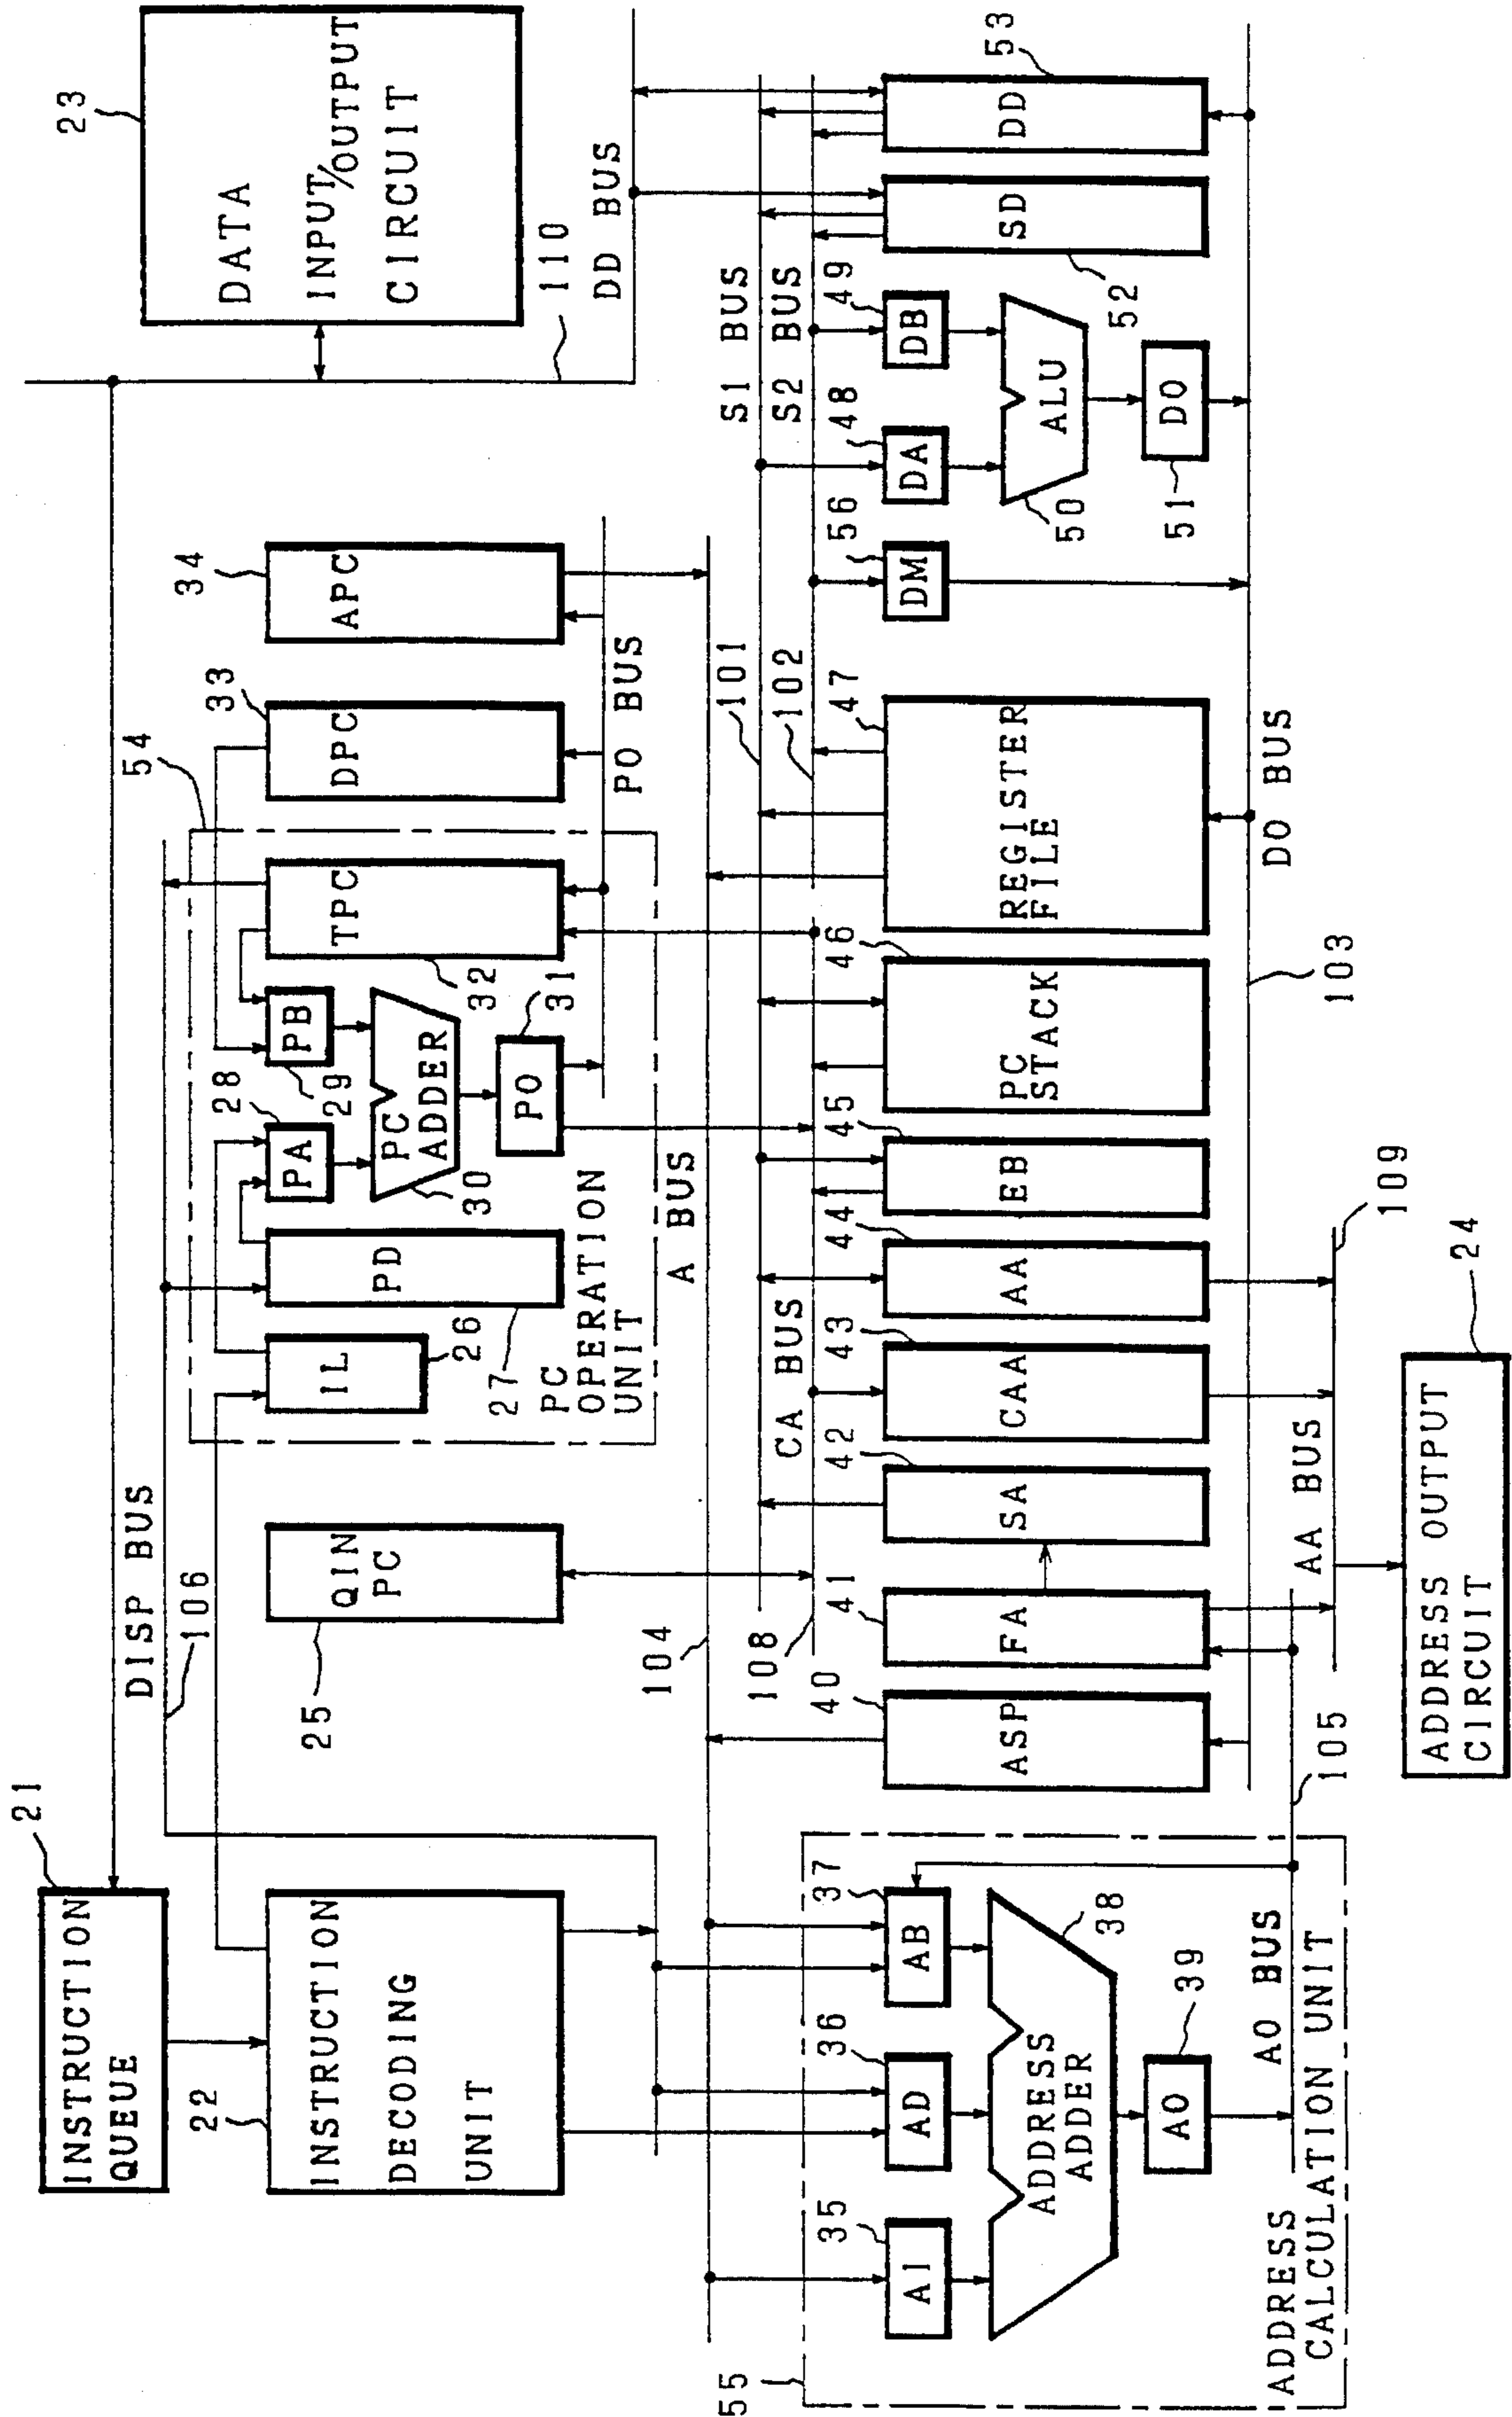 INSTRUCTION
QUEUE
21
DISP BUS
106
DATA
INPUT/OUTPUT
CIRCUIT
23
110
DD BUS
22
INSTRUCTION
DECODING
UNIT
QIN
PC
25
IL
26
PD
27
PC
OPERATION
UNIT
PA
28
PB
29
PC
ADDER
30
PO
31
TPC
32
54
DPC
33
APC
34
PO BUS
104
A BUS
108
CA BUS
101
102
S1 BUS
S2 BUS
55
AI
35
AD
36
AB
37
ADDRESS
ADDER
38
AO
39
AO BUS
105
ADDRESS
CALCULATION UNIT
ASP
40
FA
41
SA
42
CAA
43
AA
44
EB
45
PC
STACK
46
REGISTER
FILE
47
DM
56
DA
48
DB
49
ALU
50
DO
51
SD
52
DD
53
103
DO BUS
AA BUS
109
ADDRESS OUTPUT
CIRCUIT
24